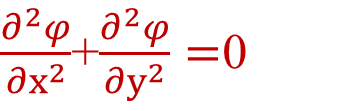 ∂²φ/∂x² + ∂²φ/∂y² = 0